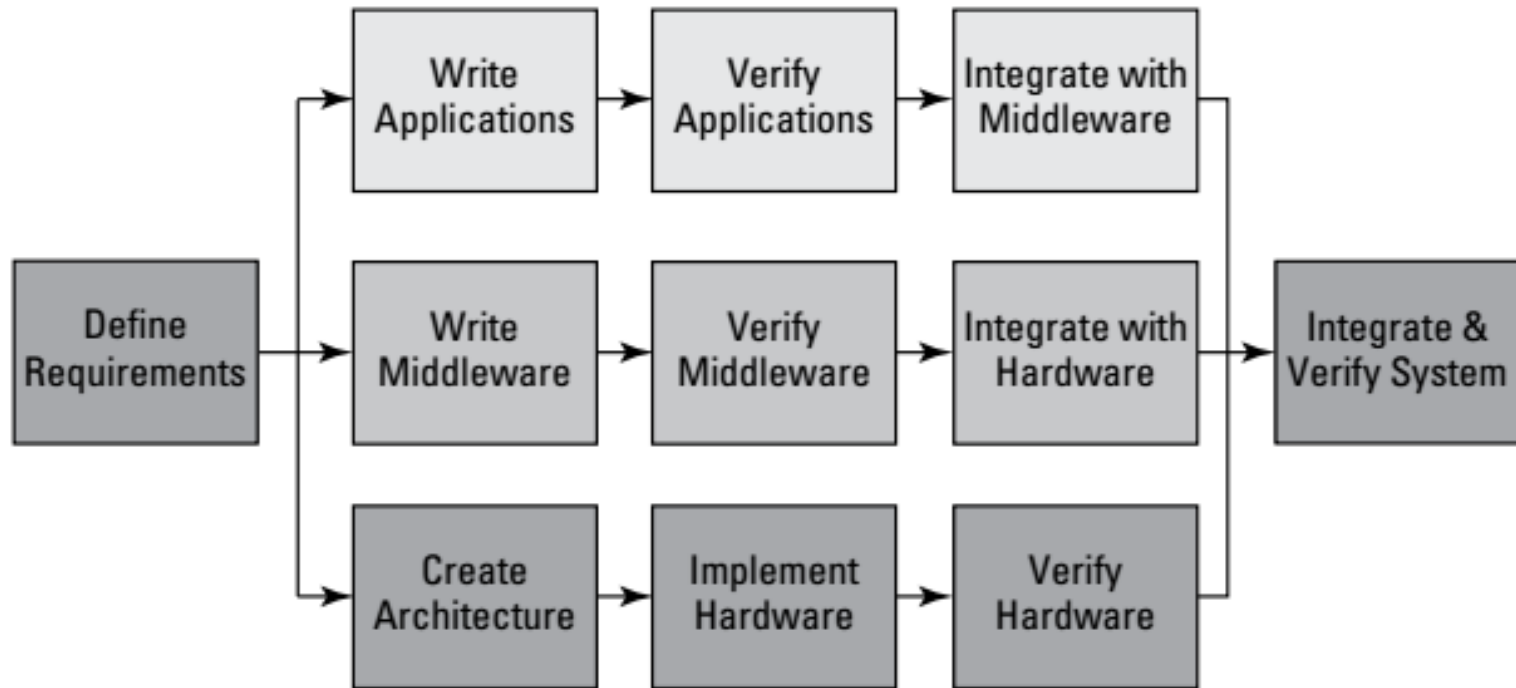 Write
Applications
Verify
Applications
Integrate with
Middleware
Define
Requirements
Write
Middleware
Verify
Middleware
Integrate with
Hardware
Integrate &
Verify System
Create
Architecture
Implement
Hardware
Verify
Hardware